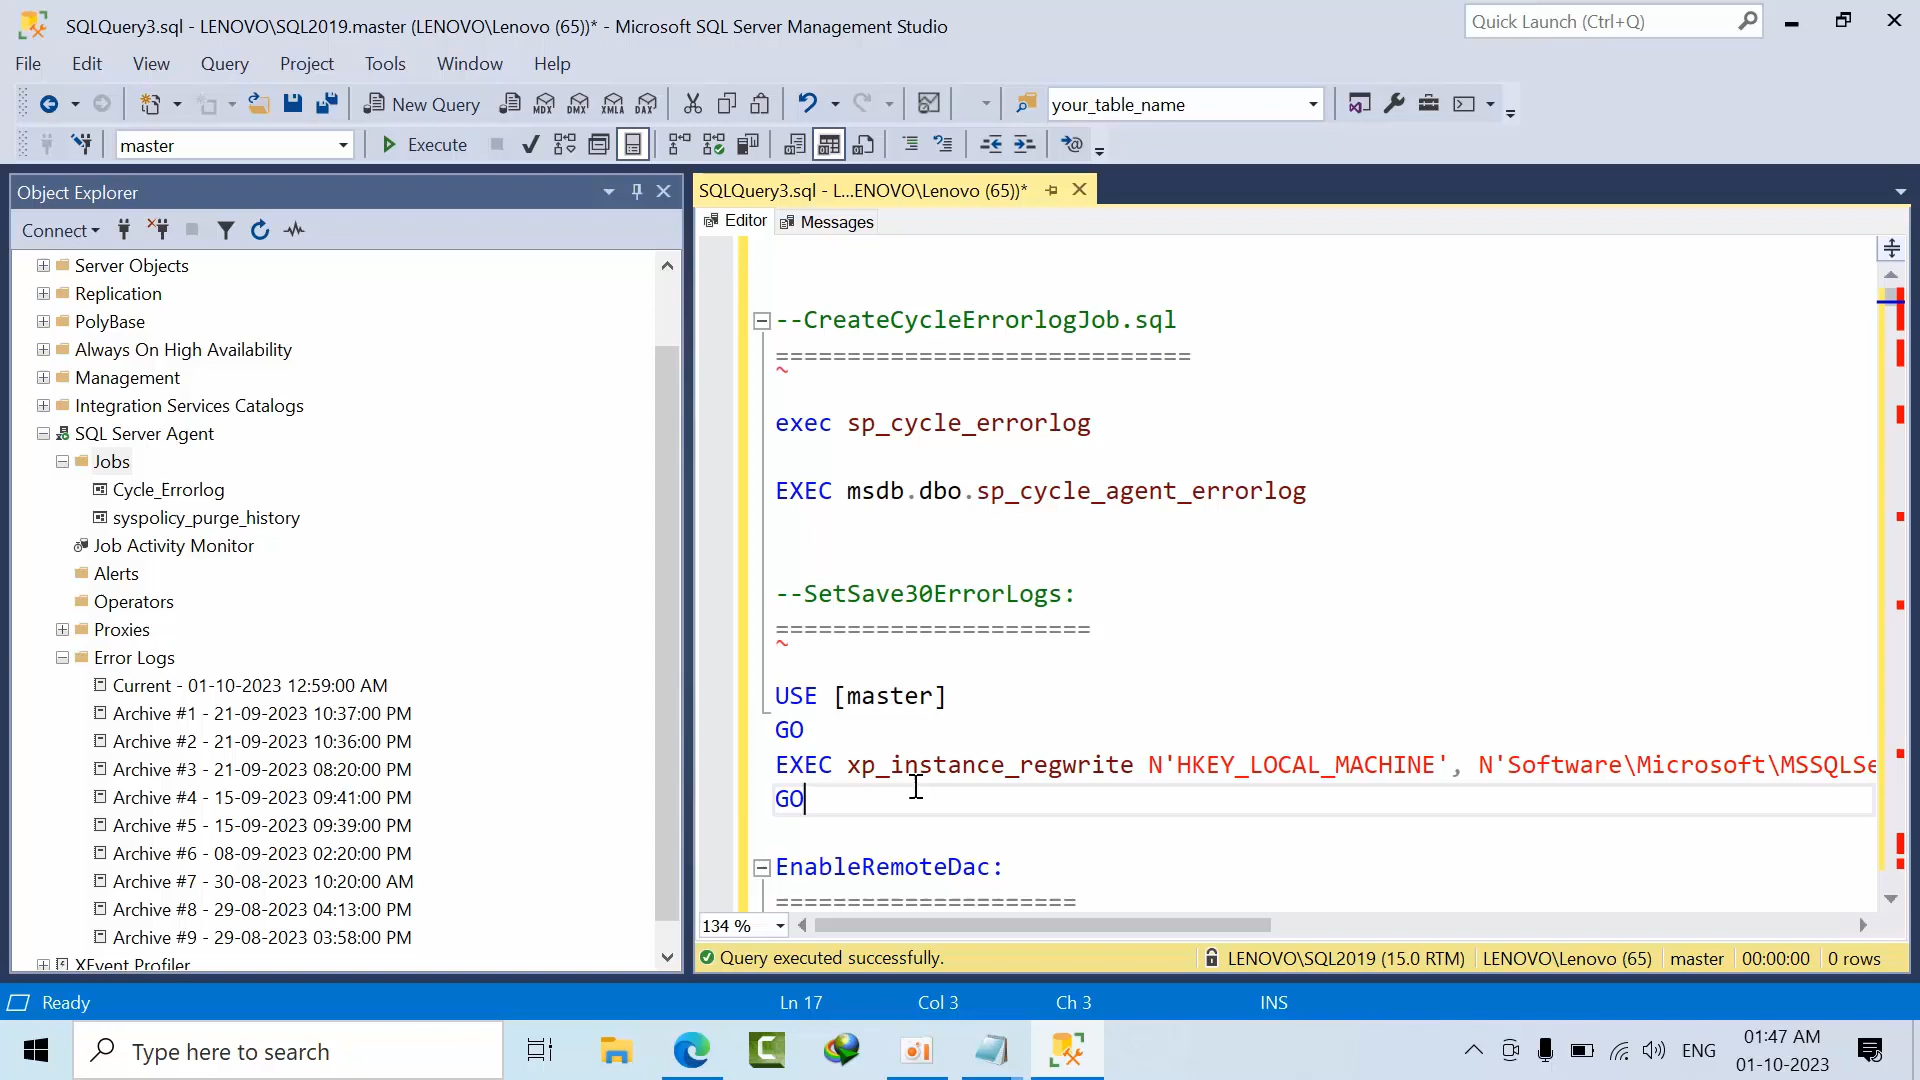 SQLQuery3.sql - LENOVO\SQL2019.master (LENOVO\Lenovo (65))* - Microsoft SQL Server Management Studio
Quick Launch (Ctrl+Q)
File Edit View Query Project Tools Window Help
New Query
MDX DMX XMLA DAX
your_table_name
master
Execute
Object Explorer
SQLQuery3.sql - L...ENOVO\Lenovo (65))*
Connect
Editor
Messages
Server Objects
Replication
PolyBase
Always On High Availability
Management
Integration Services Catalogs
SQL Server Agent
Jobs
Cycle_Errorlog
syspolicy_purge_history
Job Activity Monitor
Alerts
Operators
Proxies
Error Logs
Current - 01-10-2023 12:59:00 AM
Archive #1 - 21-09-2023 10:37:00 PM
Archive #2 - 21-09-2023 10:36:00 PM
Archive #3 - 21-09-2023 08:20:00 PM
Archive #4 - 15-09-2023 09:41:00 PM
Archive #5 - 15-09-2023 09:39:00 PM
Archive #6 - 08-09-2023 02:20:00 PM
Archive #7 - 30-08-2023 10:20:00 AM
Archive #8 - 29-08-2023 04:13:00 PM
Archive #9 - 29-08-2023 03:58:00 PM
XEvent Profiler
--CreateCycleErrorlogJob.sql
=============================
exec sp_cycle_errorlog
EXEC msdb.dbo.sp_cycle_agent_errorlog
--SetSave30ErrorLogs:
======================
USE [master]
GO
EXEC xp_instance_regwrite N'HKEY_LOCAL_MACHINE', N'Software\Microsoft\MSSQLSe
GO
EnableRemoteDac:
=====================
134 %
Query executed successfully.
LENOVO\SQL2019 (15.0 RTM)
LENOVO\Lenovo (65)
master
00:00:00
0 rows
Ready
Ln 17
Col 3
Ch 3
INS
Type here to search
ENG
01:47 AM
01-10-2023